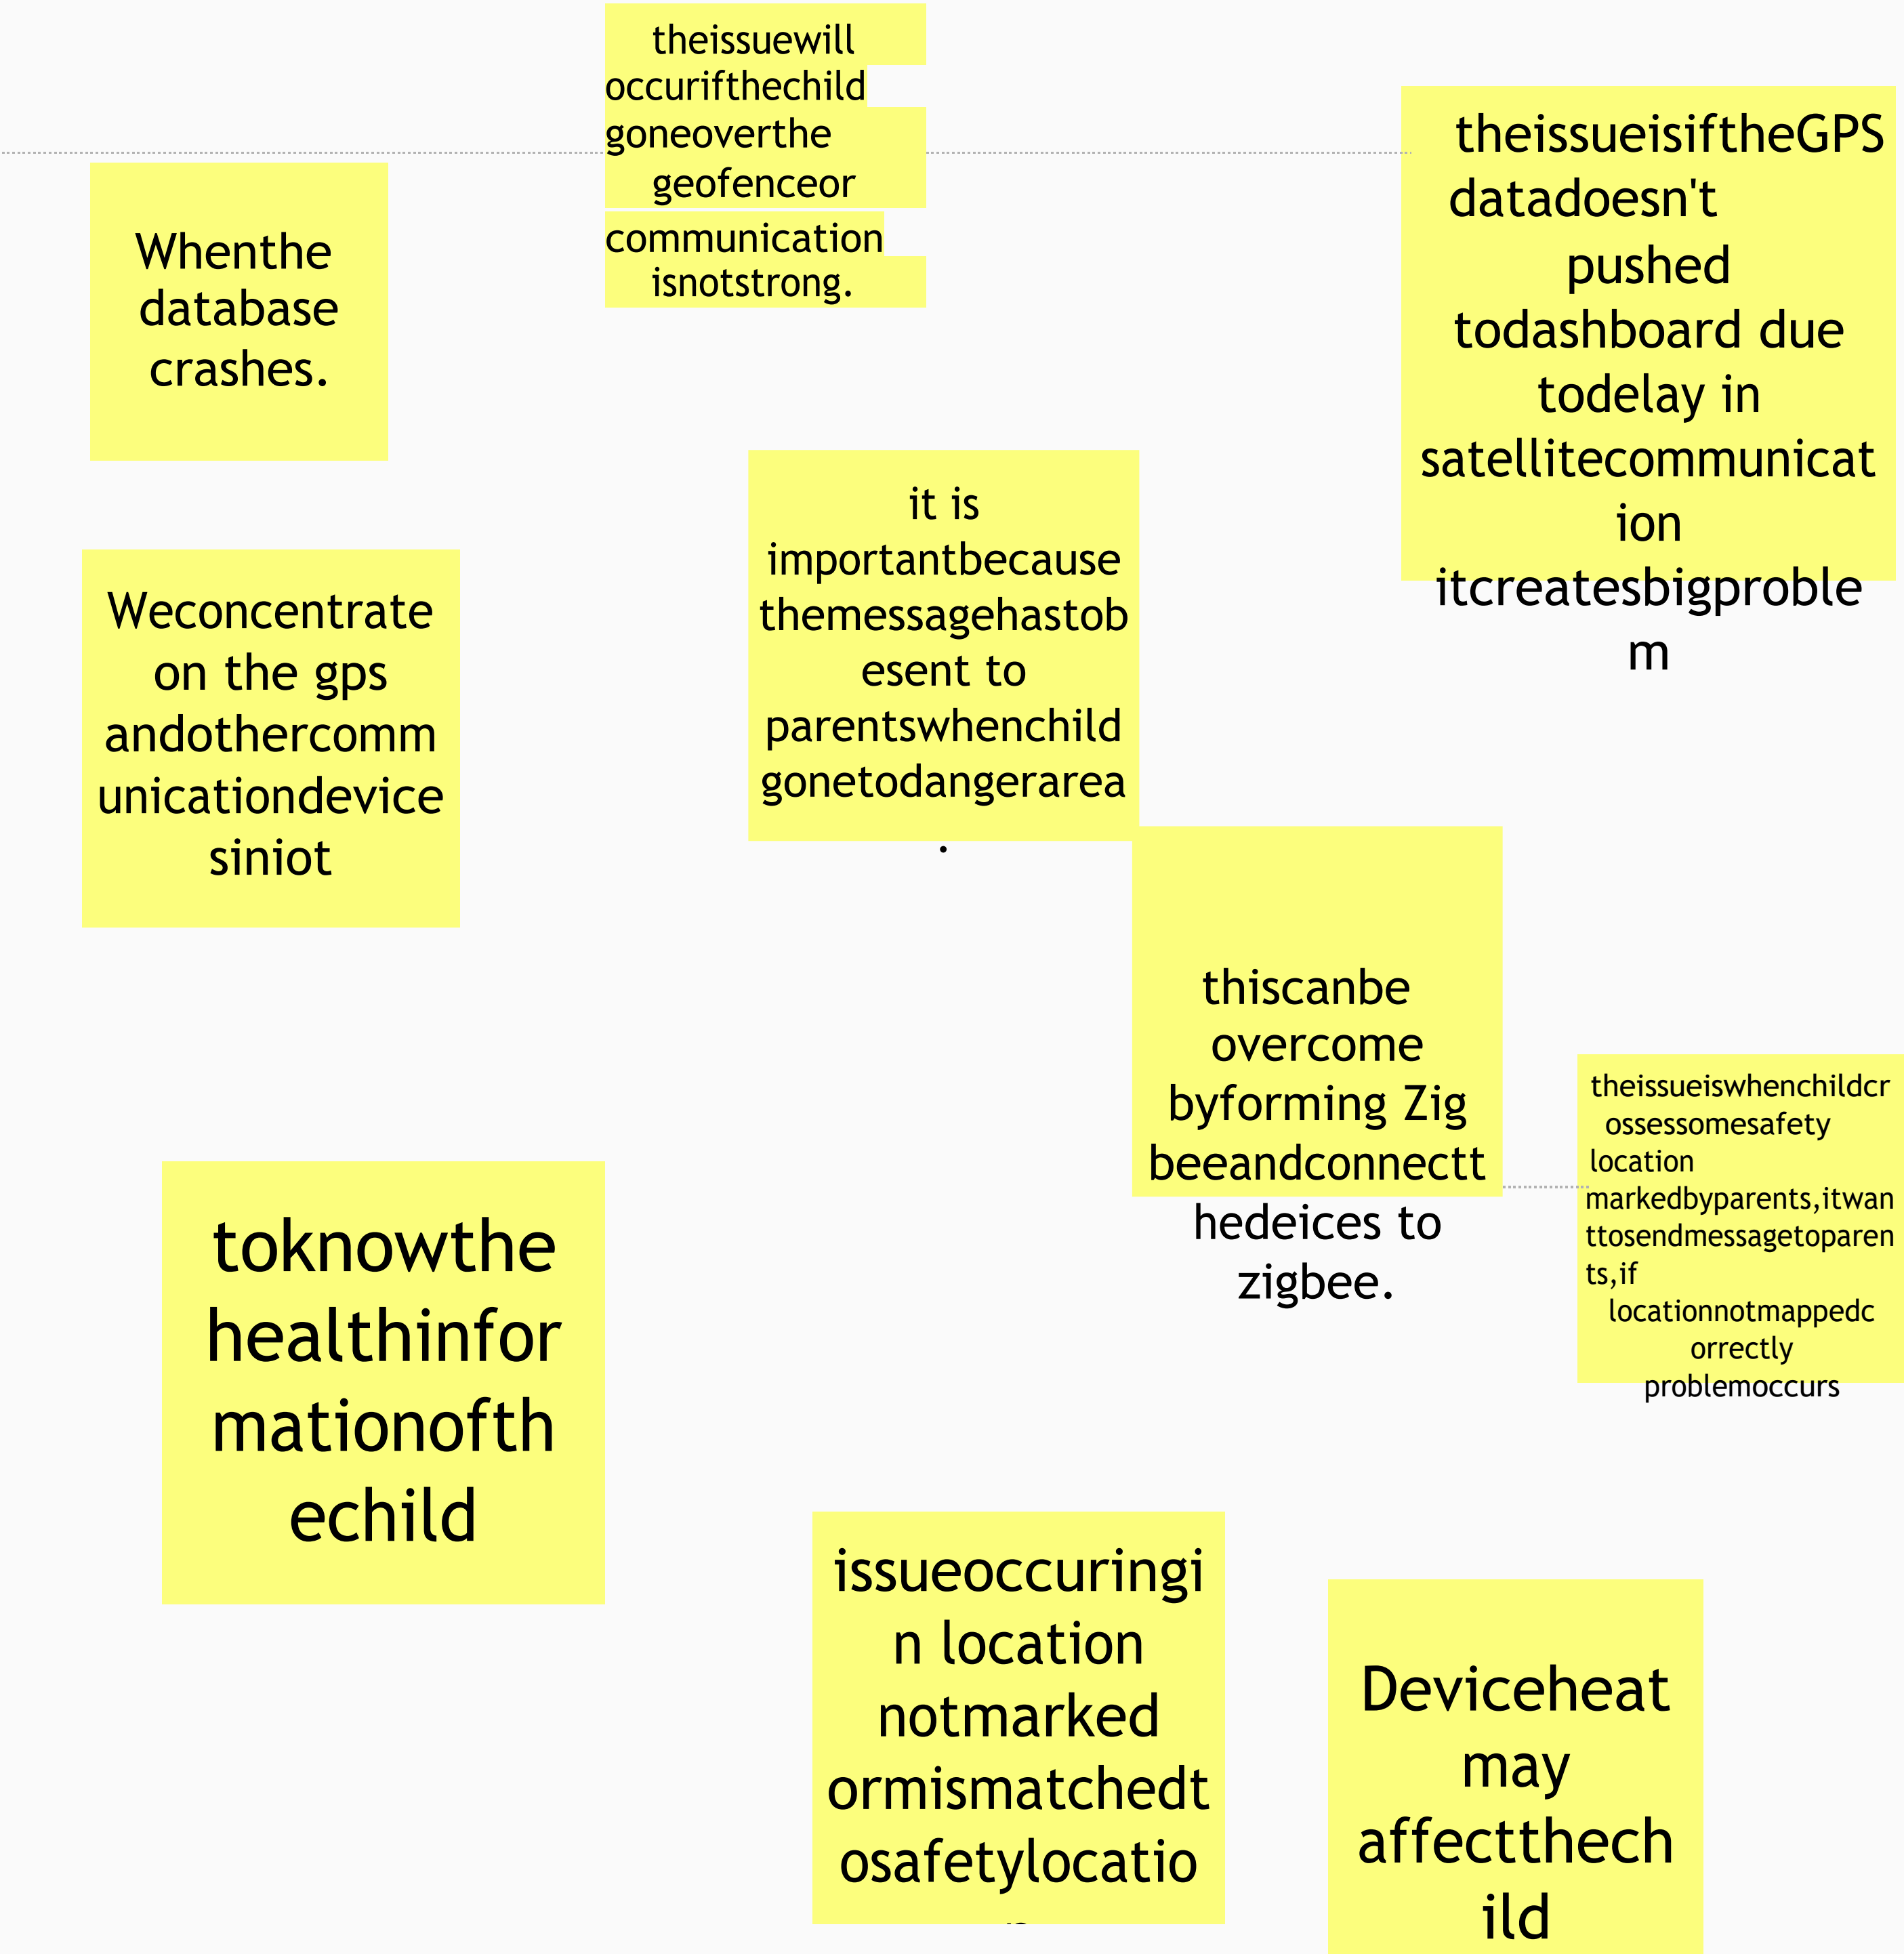 theissuewill
occurifthechild
goneoverthe
geofenceor
communication
isnotstrong.
theissueisiftheGPS
datadoesn't
pushed
todashboard due
todelay in
satellitecommunicat
ion
itcreatesbigproble
m
Whenthe
database
crashes.
it is
importantbecause
themessagehastob
esent to
parentswhenchild
gonetodangerarea
.
Weconcentrate
on the gps
andothercomm
unicationdevice
siniot
thiscanbe
overcome
byforming Zig
beeandconnectt
hedeices to
zigbee.
theissueiswhenchildcr
ossessomesafety
location
markedbyparents,itwan
ttosendmessagetoparen
ts,if
locationnotmappedc
orrectly
problemoccurs
toknowthe
healthinfor
mationofth
echild
issueoccuringi
n location
notmarked
ormismatchedt
osafetylocatio
Deviceheat
may
affectthech
ild